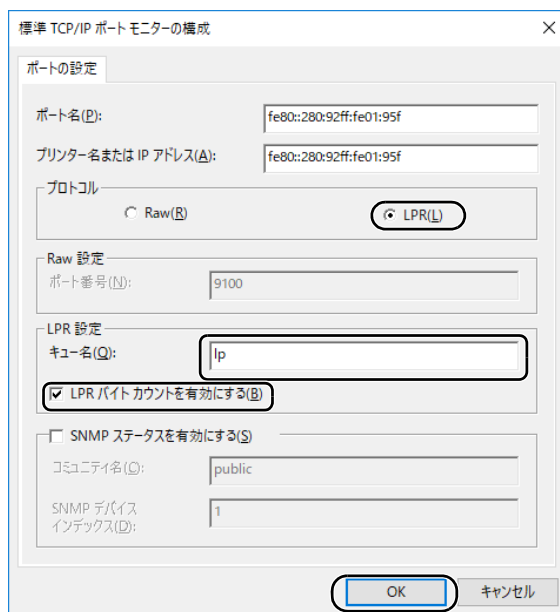 標準 TCP/IP ポート モニターの構成
ポートの設定
ポート名(P):
fe80::280:92ff:fe01:95f
プリンター名または IP アドレス(A):
fe80::280:92ff:fe01:95f
プロトコル
Raw(R)
LPR(L)
Raw 設定
ポート番号(N):
9100
LPR 設定
キュー名(Q):
lp
LPR バイト カウントを有効にする(B)
SNMP ステータスを有効にする(S)
コミュニティ名(C):
public
SNMP デバイス
インデックス(D):
1
OK
キャンセル